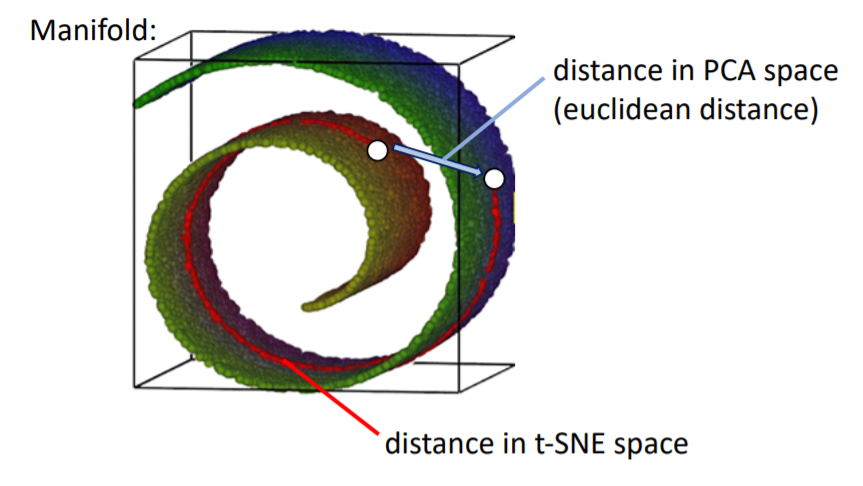 Manifold:
distance in PCA space
(euclidean distance)
distance in t-SNE space